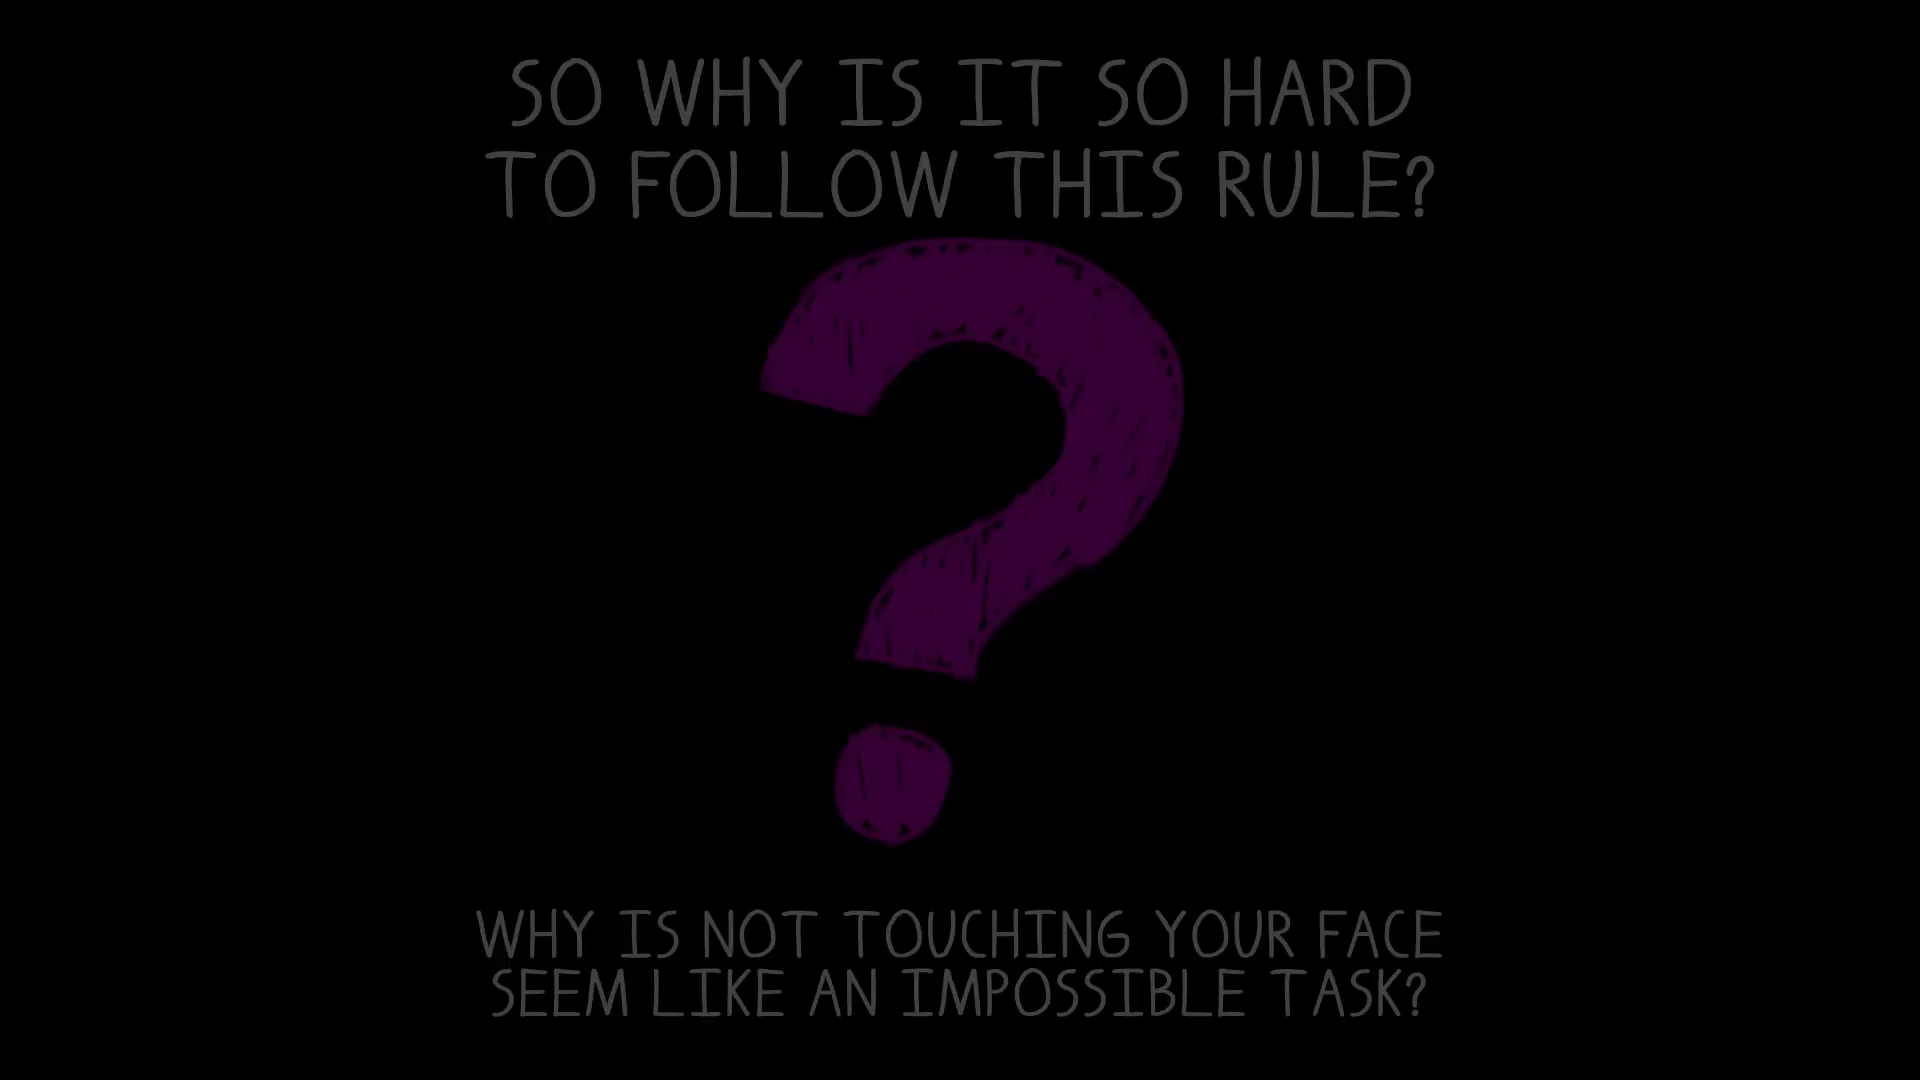 SO WHY IS IT SO HARD
TO FOLLOW THIS RULE?
?
WHY IS NOT TOUCHING YOUR FACE
SEEM LIKE AN IMPOSSIBLE TASK?